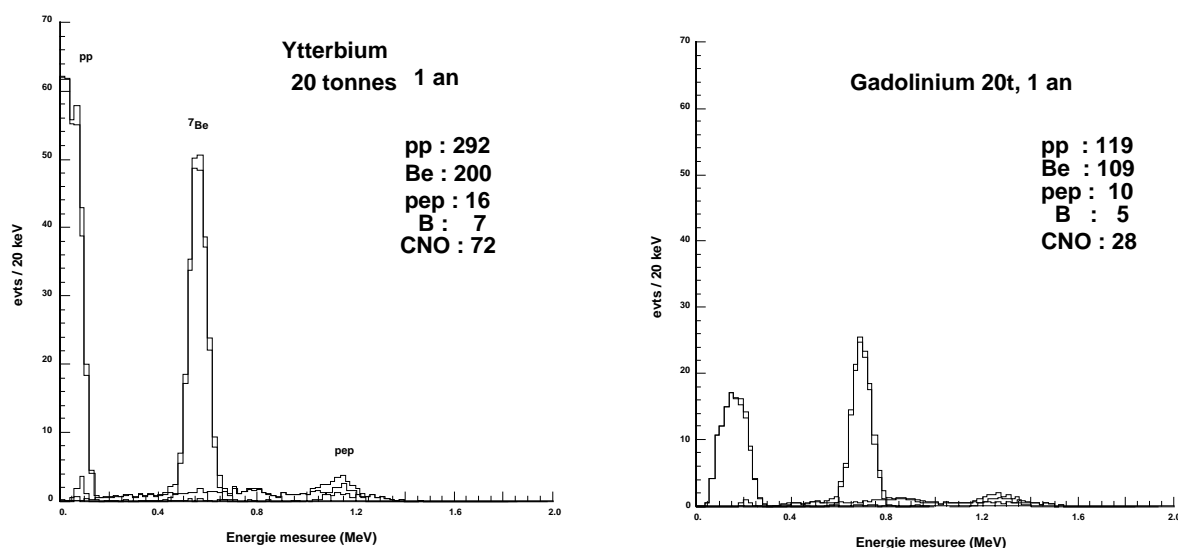 Ytterbium
20 tonnes 1 an
pp
7Be
pep
pp : 292
Be : 200
pep : 16
B : 7
CNO : 72
evts / 20 keV
70
60
50
40
30
20
10
0
0. 0.4 0.8 1.2 1.6 2.0
Energie mesuree (MeV)
Gadolinium 20t, 1 an
pp : 119
Be : 109
pep : 10
B : 5
CNO : 28
evts / 20 keV
70
60
50
40
30
20
10
0
0. 0.4 0.8 1.2 1.6 2.0
Energie mesuree (MeV)